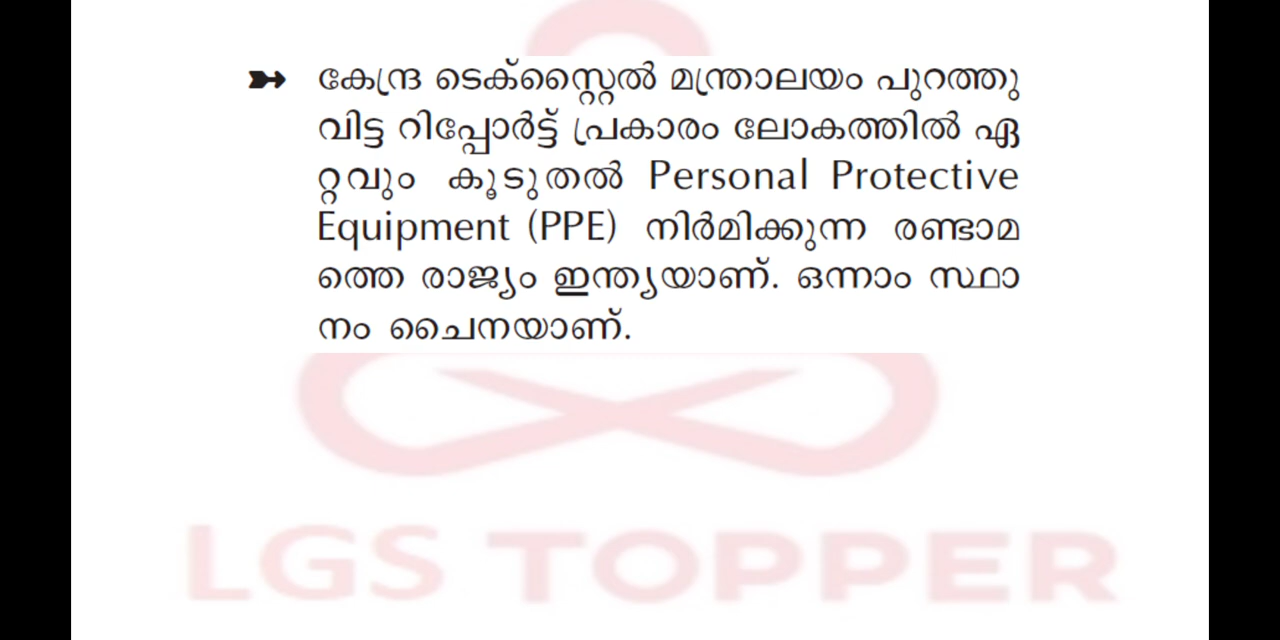 ➳ കേന്ദ്ര ടെക്സ്റ്റൈൽ മന്ത്രാലയം പുറത്തു
വിട്ട റിപ്പോർട്ട് പ്രകാരം ലോകത്തിൽ ഏ
റ്റവും കൂടുതൽ Personal Protective
Equipment (PPE) നിർമിക്കുന്ന രണ്ടാമ
ത്തെ രാജ്യം ഇന്ത്യയാണ്. ഒന്നാം സ്ഥാ
നം ചൈനയാണ്.
LGS TOPPER